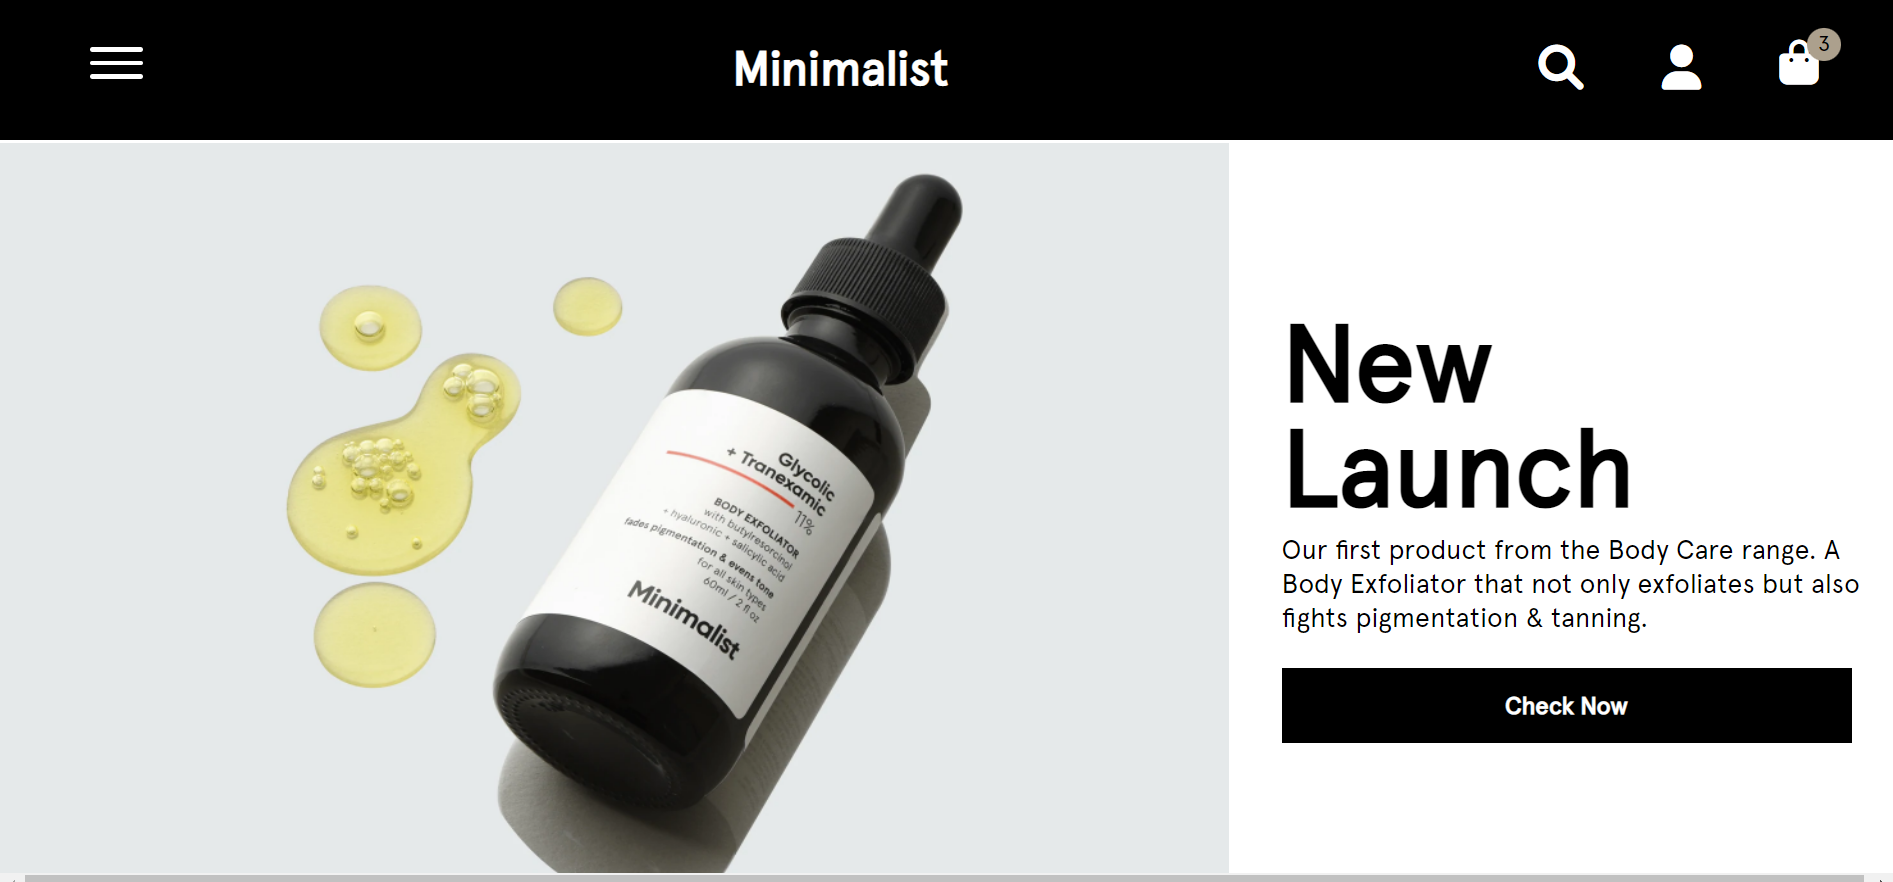 Minimalist
3
Glycolic
+ Tranexamic
11%
BODY EXFOLIATOR
with butylresorcinol
+ hyaluronic + salicylic acid
fades pigmentation & evens tone
for all skin types
60ml / 2 fl oz
Minimalist
New
Launch
Our first product from the Body Care range. A
Body Exfoliator that not only exfoliates but also
fights pigmentation & tanning.
Check Now